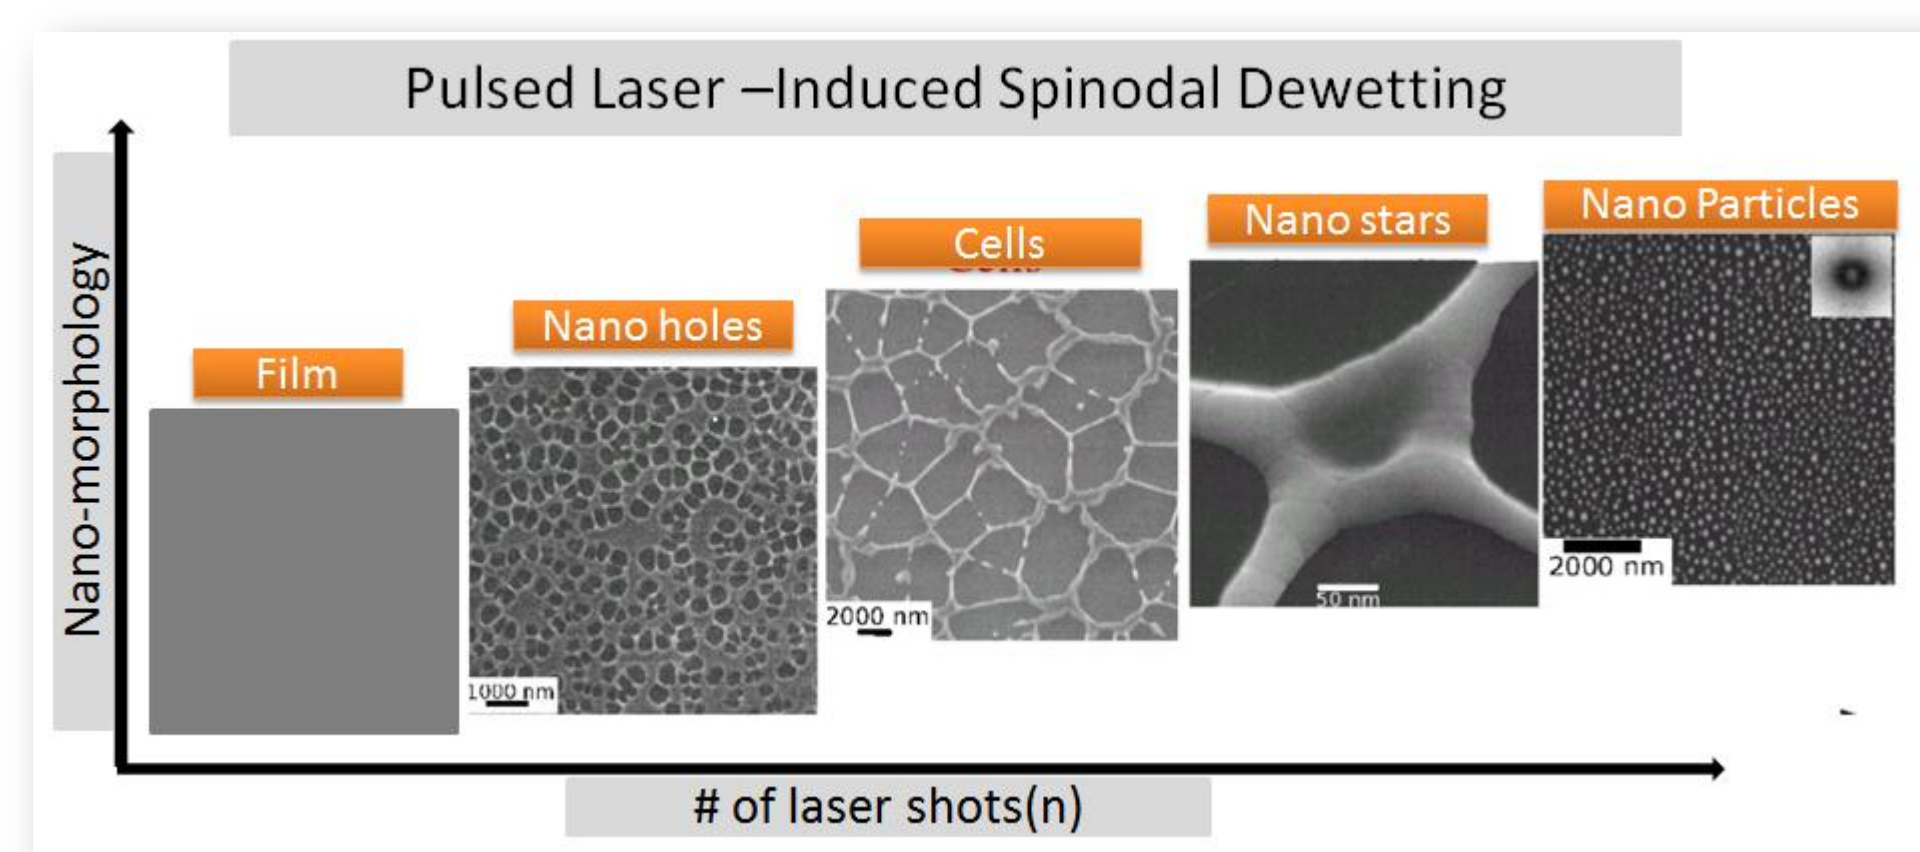 Pulsed Laser –Induced Spinodal Dewetting
Nano-morphology
Film
Nano holes
Cells
Nano stars
Nano Particles
1000 nm
2000 nm
50 nm
2000 nm
# of laser shots(n)